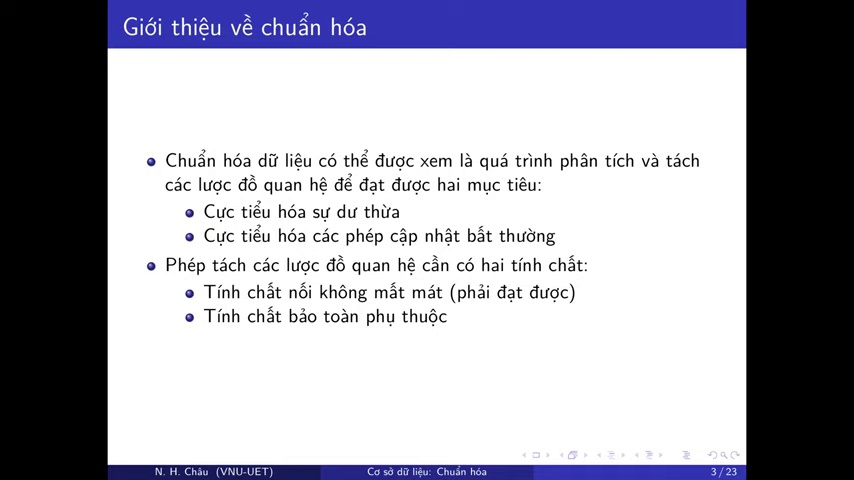 Giới thiệu về chuẩn hóa
Chuẩn hóa dữ liệu có thể được xem là quá trình phân tích và tách
các lược đồ quan hệ để đạt được hai mục tiêu:
Cực tiểu hóa sự dư thừa
Cực tiểu hóa các phép cập nhật bất thường
Phép tách các lược đồ quan hệ cần có hai tính chất:
Tính chất nối không mất mát (phải đạt được)
Tính chất bảo toàn phụ thuộc
N. H. Châu (VNU-UET) Cơ sở dữ liệu: Chuẩn hóa 3 / 23